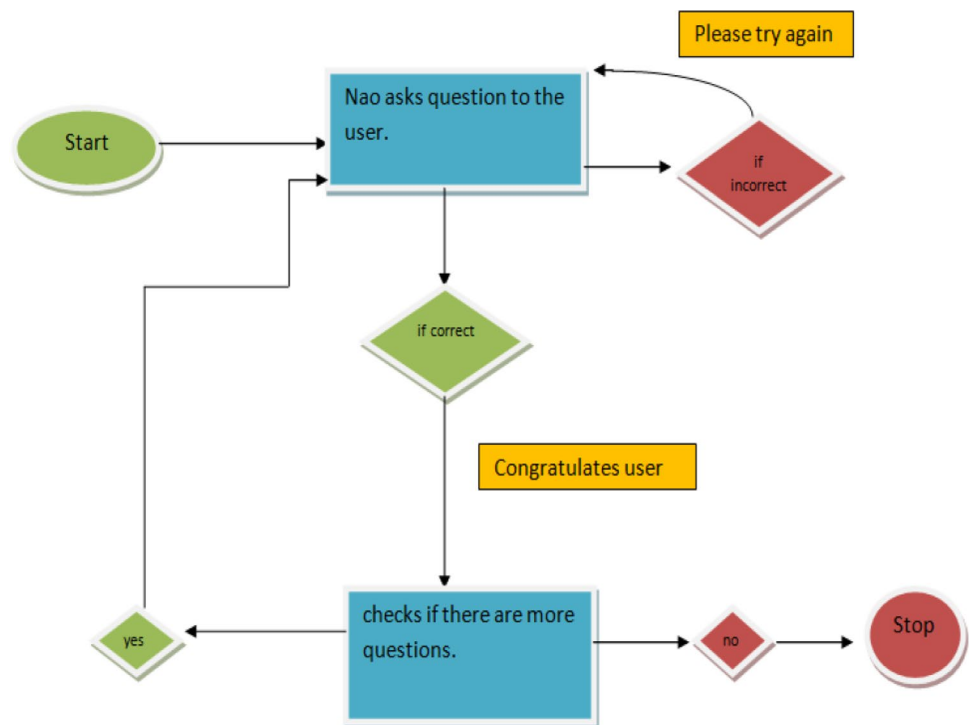 Please try again
Nao asks question to the
user.
Start
if
incorrect
if correct
Congratulates user
checks if there are more
questions.
yes
no
Stop